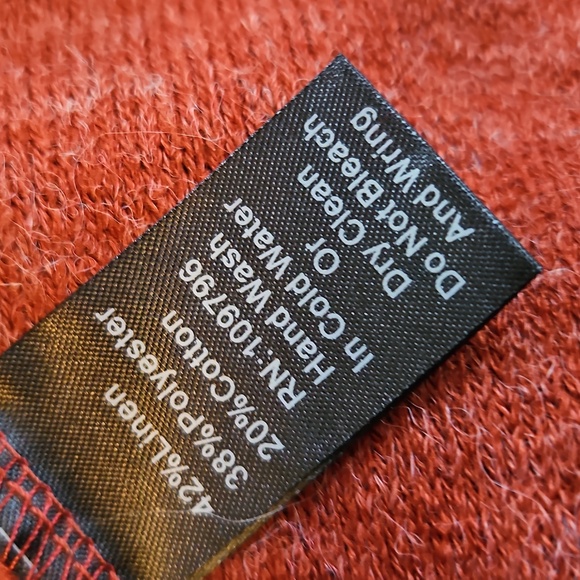 42%Linen
38%Polyester
20%Cotton
RN:109796
Hand Wash
In Cold Water
Or
Dry Clean
Do Not Bleach
And Wring